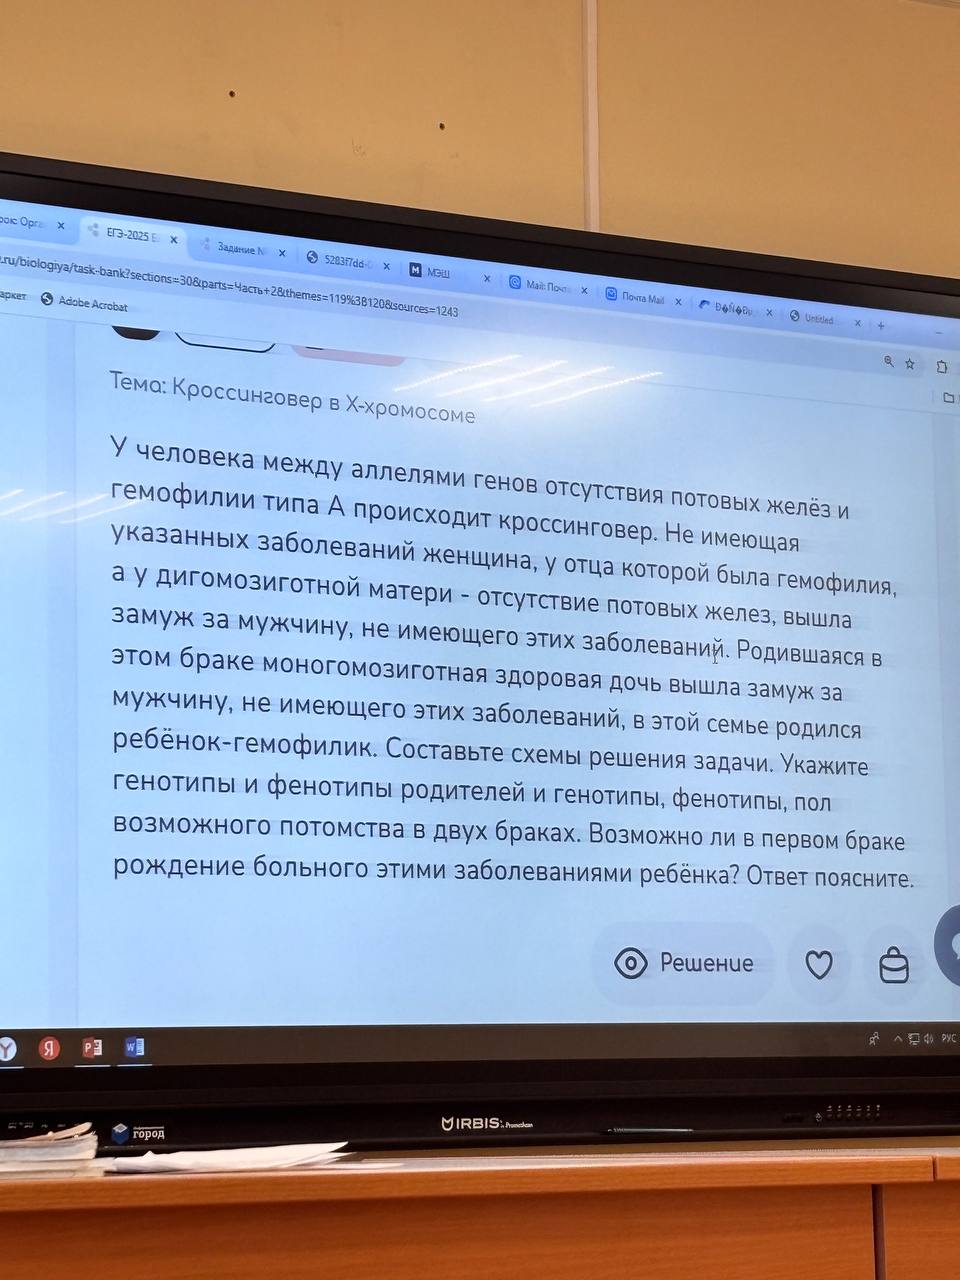 ЕГЭ-2025
Задание №
5283f7dd-
МЭШ
Mail: Почт
Почта Mail
Untitled
.ru/biologiya/task-bank?sections=30&parts=Часть+2&themes=119%3B120&sources=1243
аркет
Adobe Acrobat
Тема: Кроссинговер в X-хромосоме
У человека между аллелями генов отсутствия потовых желёз и
гемофилии типа А происходит кроссинговер. Не имеющая
указанных заболеваний женщина, у отца которой была гемофилия,
а у дигомозиготной матери - отсутствие потовых желез, вышла
замуж за мужчину, не имеющего этих заболеваний. Родившаяся в
этом браке моногомозиготная здоровая дочь вышла замуж за
мужчину, не имеющего этих заболеваний, в этой семье родился
ребёнок-гемофилик. Составьте схемы решения задачи. Укажите
генотипы и фенотипы родителей и генотипы, фенотипы, пол
возможного потомства в двух браках. Возможно ли в первом браке
рождение больного этими заболеваниями ребёнка? Ответ поясните.
Решение
РУС
город
IRBIS by Promethean